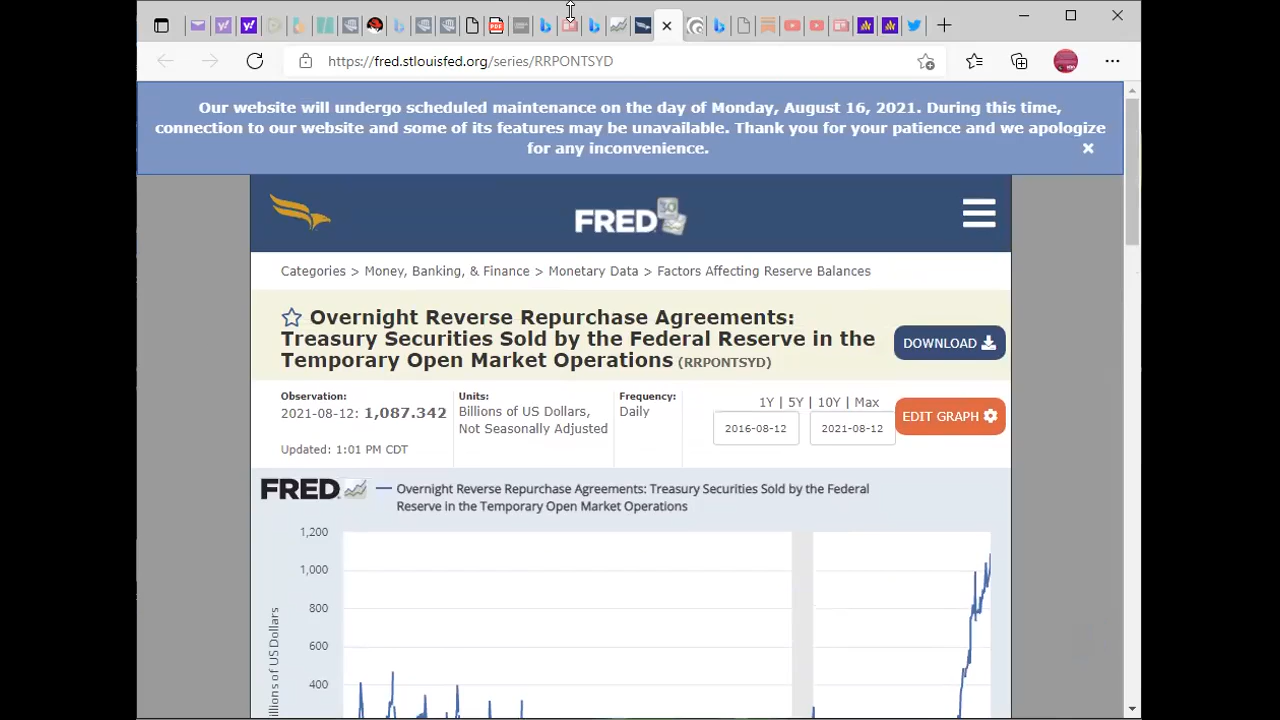 https://fred.stlouisfed.org/series/RRPONTSYD
Our website will undergo scheduled maintenance on the day of Monday, August 16, 2021. During this time,
connection to our website and some of its features may be unavailable. Thank you for your patience and we apologize
for any inconvenience.
FRED
Categories > Money, Banking, & Finance > Monetary Data > Factors Affecting Reserve Balances
Overnight Reverse Repurchase Agreements:
Treasury Securities Sold by the Federal Reserve in the
Temporary Open Market Operations (RRPONTSYD)
DOWNLOAD
Observation:
2021-08-12: 1,087.342
Updated: 1:01 PM CDT
Units:
Billions of US Dollars,
Not Seasonally Adjusted
Frequency:
Daily
1Y | 5Y | 10Y | Max
2016-08-12
2021-08-12
EDIT GRAPH
FRED
Overnight Reverse Repurchase Agreements: Treasury Securities Sold by the Federal
Reserve in the Temporary Open Market Operations
1,200
1,000
800
600
400
of US Dollars